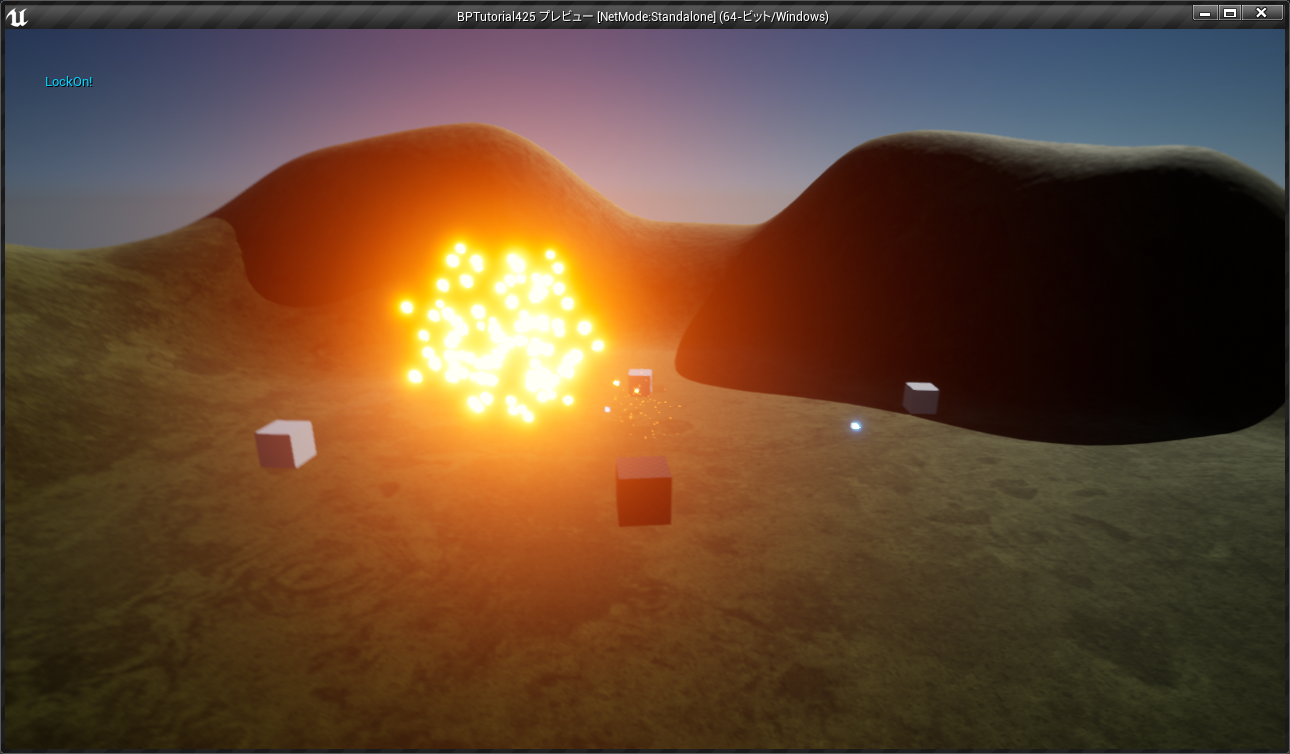 BPTutorial425 プレビュー [NetMode:Standalone] (64-ビット/Windows)
LockOn!